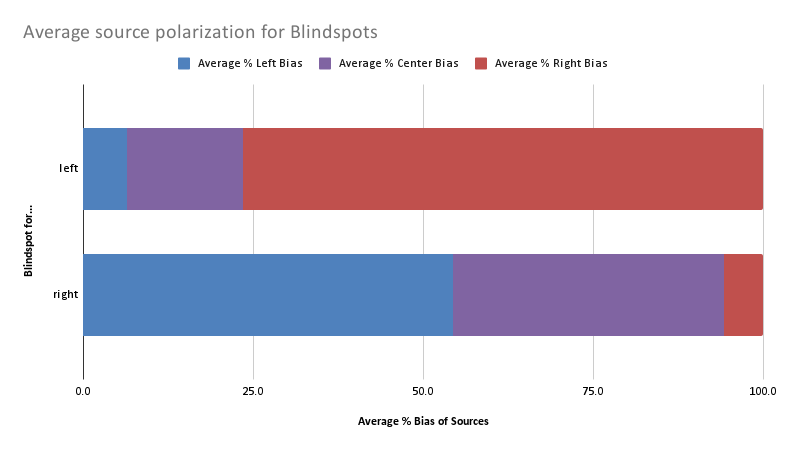 Average source polarization for Blindspots
Average % Left Bias Average % Center Bias Average % Right Bias
left
Blindspot for...
right
0.0 25.0 50.0 75.0 100.0
Average % Bias of Sources